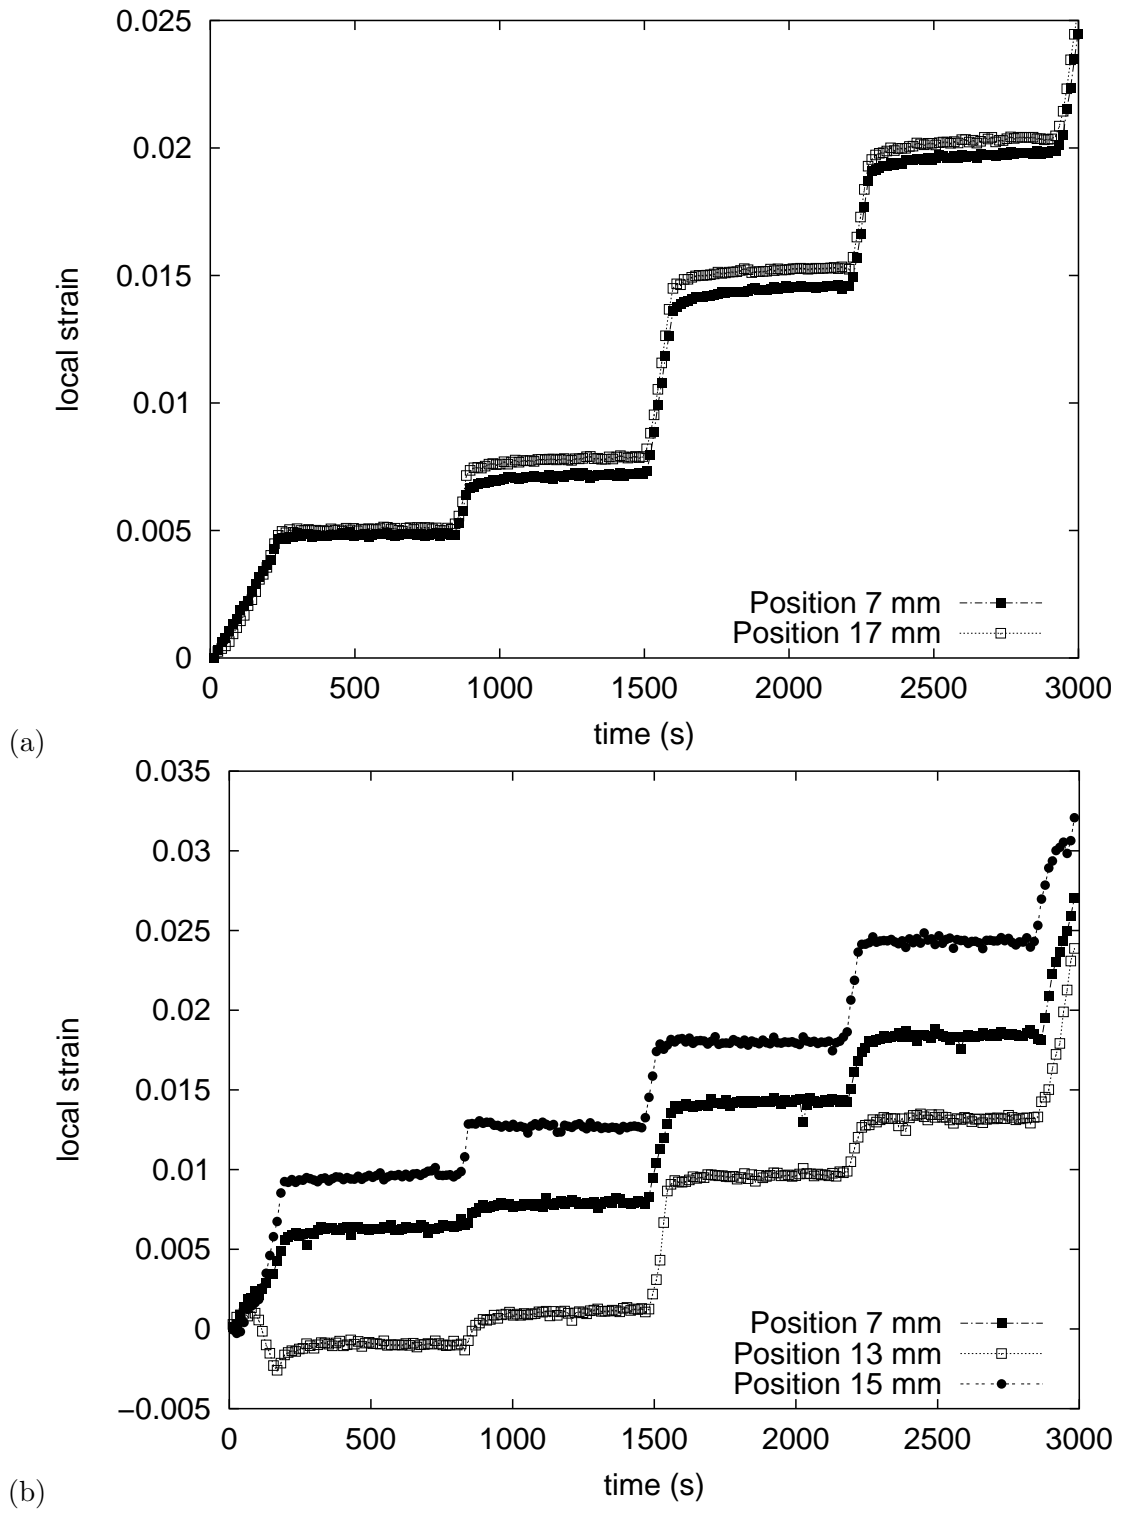 0.025
0.02
0.015
0.01
0.005
0
local strain
Position 7 mm
Position 17 mm
0 500 1000 1500 2000 2500 3000
time (s)
(a)
0.035
0.03
0.025
0.02
0.015
0.01
0.005
0
−0.005
local strain
Position 7 mm
Position 13 mm
Position 15 mm
0 500 1000 1500 2000 2500 3000
time (s)
(b)